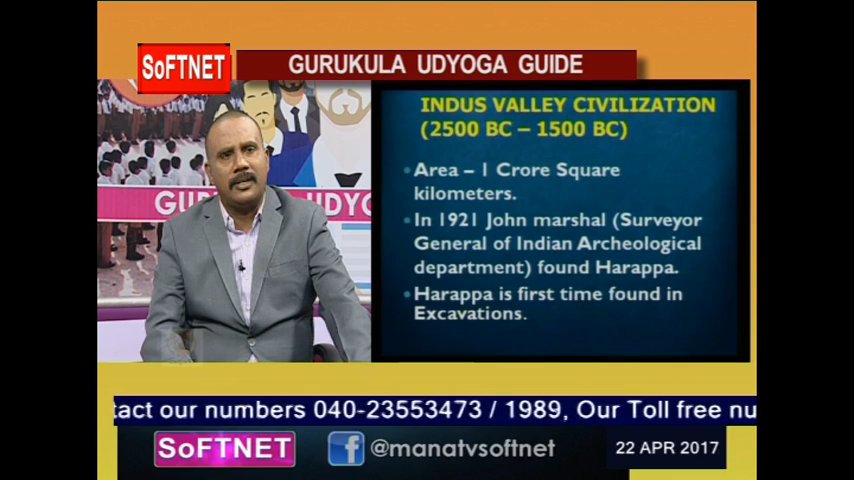 SoFTNET
GURUKULA UDYOGA GUIDE
INDUS VALLEY CIVILIZATION
(2500 BC – 1500 BC)
•Area – 1 Crore Square
kilometers.
•In 1921 John marshal (Surveyor
General of Indian Archeological
department) found Harappa.
•Harappa is first time found in
Excavations.
GU
UDYO
tact our numbers 040-23553473 / 1989, Our Toll free nu
SoFTNET
f @manatvsoftnet
22 APR 2017